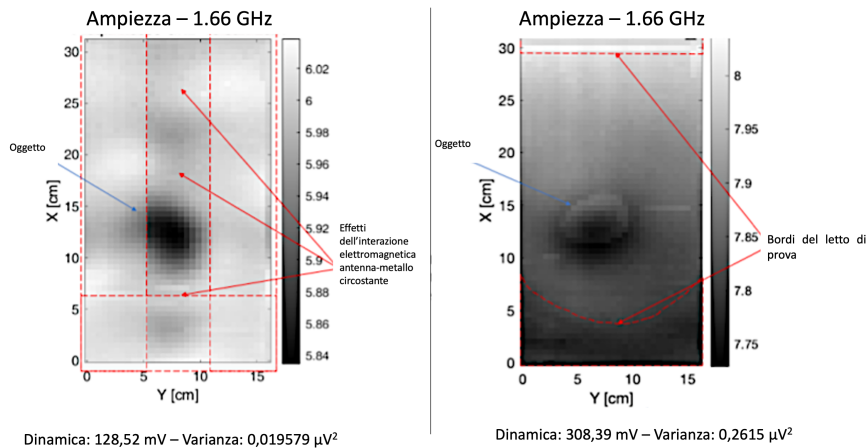 Ampiezza – 1.66 GHz
30
25
20
15
10
5
0
X [cm]
0
5
10
15
Y [cm]
6.02
6
5.98
5.96
5.94
5.92
5.9
5.88
5.86
5.84
Oggetto
Effetti
dell'interazione
elettromagnetica
antenna-metallo
circostante
Dinamica: 128,52 mV – Varianza: 0,019579 µV²
Ampiezza – 1.66 GHz
30
25
20
15
10
5
0
X [cm]
0
5
10
15
Y [cm]
8
7.95
7.9
7.85
7.8
7.75
Oggetto
Bordi del letto di
prova
Dinamica: 308,39 mV – Varianza: 0,2615 µV²